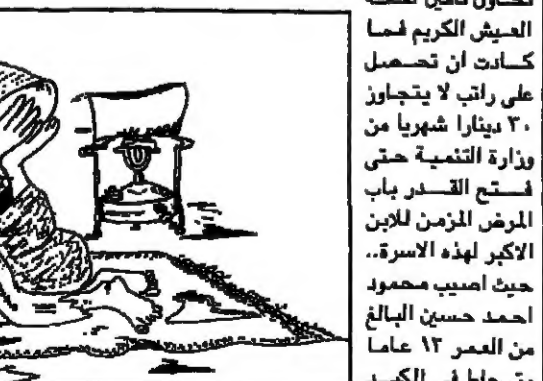 العيش الكريم فما
كادت ان تحصل
على راتب لا يتجاوز
٣٠ دينارا شهريا من
وزارة التنمية حتى
فتح القدر باب
المرض المزمن للابن
الاكبر لهذه الاسرة..
حيث اصيب محمود
احمد حسين البالغ
من العمر ١٣ عاما